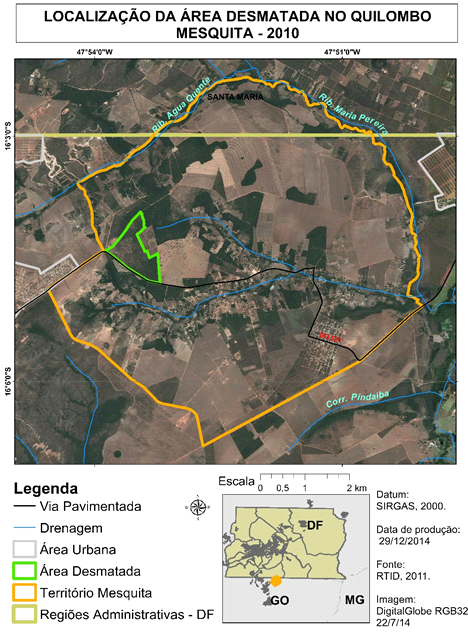 LOCALIZAÇÃO DA ÁREA DESMATADA NO QUILOMBO
MESQUITA - 2010
47°54'0"W
47°51'0"W
16°3'0"S
16°6'0"S
Rib. Agua Quente
SANTA MARIA
Rib. Maria Pereira
Corr. Pindaiba
Legenda
Via Pavimentada
Drenagem
Área Urbana
Área Desmatada
Território Mesquita
Regiões Administrativas - DF
Escala
0 0.5 1 2 km
DF
GO
MG
Datum:
SIRGAS, 2000.
Data de produção:
29/12/2014
Fonte:
RTID, 2011.
Imagem:
DigitalGlobe RGB32
22/7/14